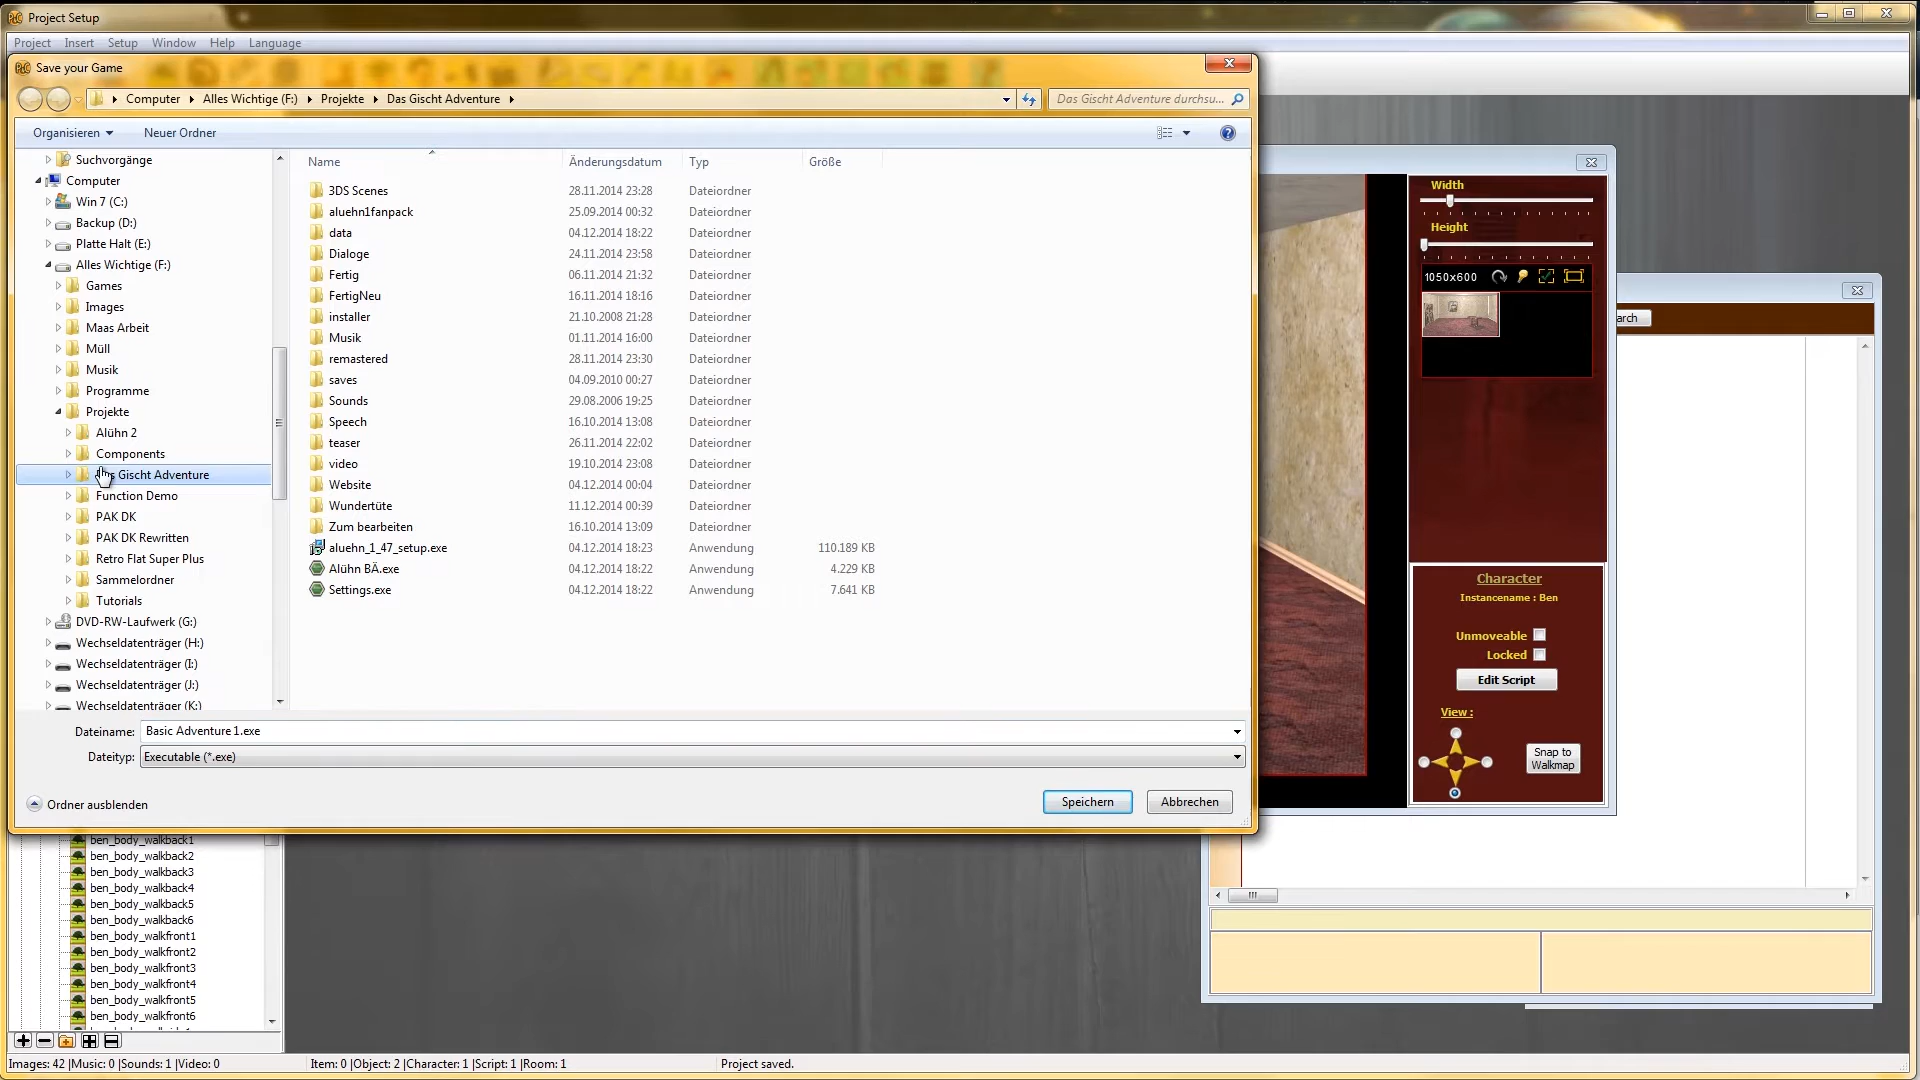 Project Setup
Project Insert Setup Window Help Language
Save your Game
Computer Alles Wichtige (F:) Projekte Das Gischt Adventure
Das Gischt Adventure durchsu...
Organisieren Neuer Ordner
Suchvorgänge
Computer
Win 7 (C:)
Backup (D:)
Platte Halt (E:)
Alles Wichtige (F:)
Games
Images
Maas Arbeit
Müll
Musik
Programme
Projekte
Alühn 2
Components
Gischt Adventure
Function Demo
PAK DK
PAK DK Rewritten
Retro Flat Super Plus
Sammelordner
Tutorials
DVD-RW-Laufwerk (G:)
Wechseldatenträger (H:)
Wechseldatenträger (I:)
Wechseldatenträger (J:)
Wechseldatenträger (K:)
Name Änderungsdatum Typ Größe
3DS Scenes 28.11.2014 23:28 Dateiordner
aluehn1fanpack 25.09.2014 00:32 Dateiordner
data 04.12.2014 18:22 Dateiordner
Dialoge 24.11.2014 23:58 Dateiordner
Fertig 06.11.2014 21:32 Dateiordner
FertigNeu 16.11.2014 18:16 Dateiordner
installer 21.10.2008 21:28 Dateiordner
Musik 01.11.2014 16:00 Dateiordner
remastered 28.11.2014 23:30 Dateiordner
saves 04.09.2010 00:27 Dateiordner
Sounds 29.08.2006 19:25 Dateiordner
Speech 16.10.2014 13:08 Dateiordner
teaser 26.11.2014 22:02 Dateiordner
video 19.10.2014 23:08 Dateiordner
Website 04.12.2014 00:04 Dateiordner
Wundertüte 11.12.2014 00:39 Dateiordner
Zum bearbeiten 16.10.2014 13:09 Dateiordner
aluehn_1_47_setup.exe 04.12.2014 18:23 Anwendung 110.189 KB
Alühn BÄ.exe 04.12.2014 18:22 Anwendung 4.229 KB
Settings.exe 04.12.2014 18:22 Anwendung 7.641 KB
Dateiname: Basic Adventure1.exe
Dateityp: Executable (*.exe)
Ordner ausblenden
Speichern Abbrechen
Width
Height
1050x600
arch
Character
Instancename : Ben
Unmoveable
Locked
Edit Script
View :
Snap to
Walkmap
ben_body_walkback1
ben_body_walkback2
ben_body_walkback3
ben_body_walkback4
ben_body_walkback5
ben_body_walkback6
ben_body_walkfront1
ben_body_walkfront2
ben_body_walkfront3
ben_body_walkfront4
ben_body_walkfront5
ben_body_walkfront6
Images: 42 |Music: 0 |Sounds: 1 |Video: 0
Item: 0 |Object: 2 |Character: 1 |Script: 1 |Room: 1
Project saved.